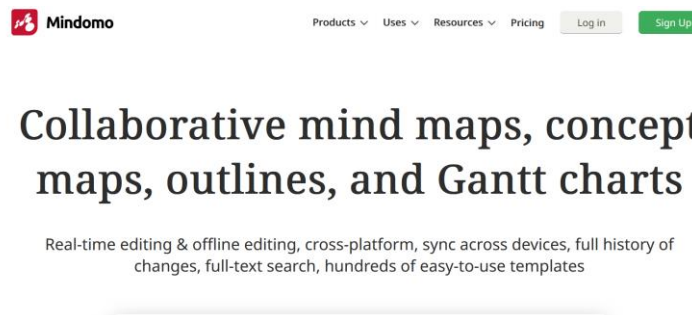 Mindomo Products Uses Resources Pricing Log in Sign Up
Collaborative mind maps, concept
maps, outlines, and Gantt charts
Real-time editing & offline editing, cross-platform, sync across devices, full history of
changes, full-text search, hundreds of easy-to-use templates